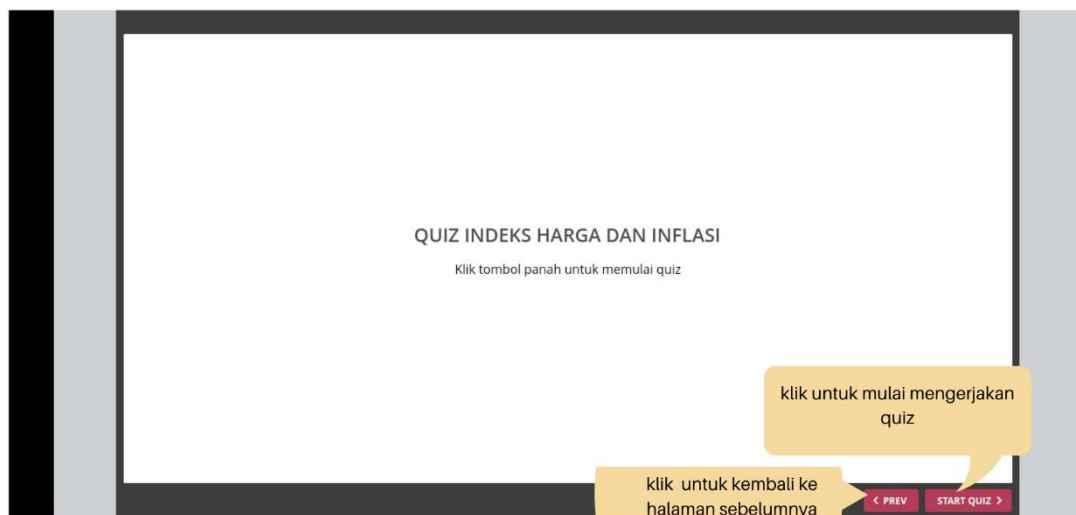 QUIZ INDEKS HARGA DAN INFLASI
Klik tombol panah untuk memulai quiz
klik untuk mulai mengerjakan
quiz
klik untuk kembali ke
halaman sebelumnya
< PREV
START QUIZ >